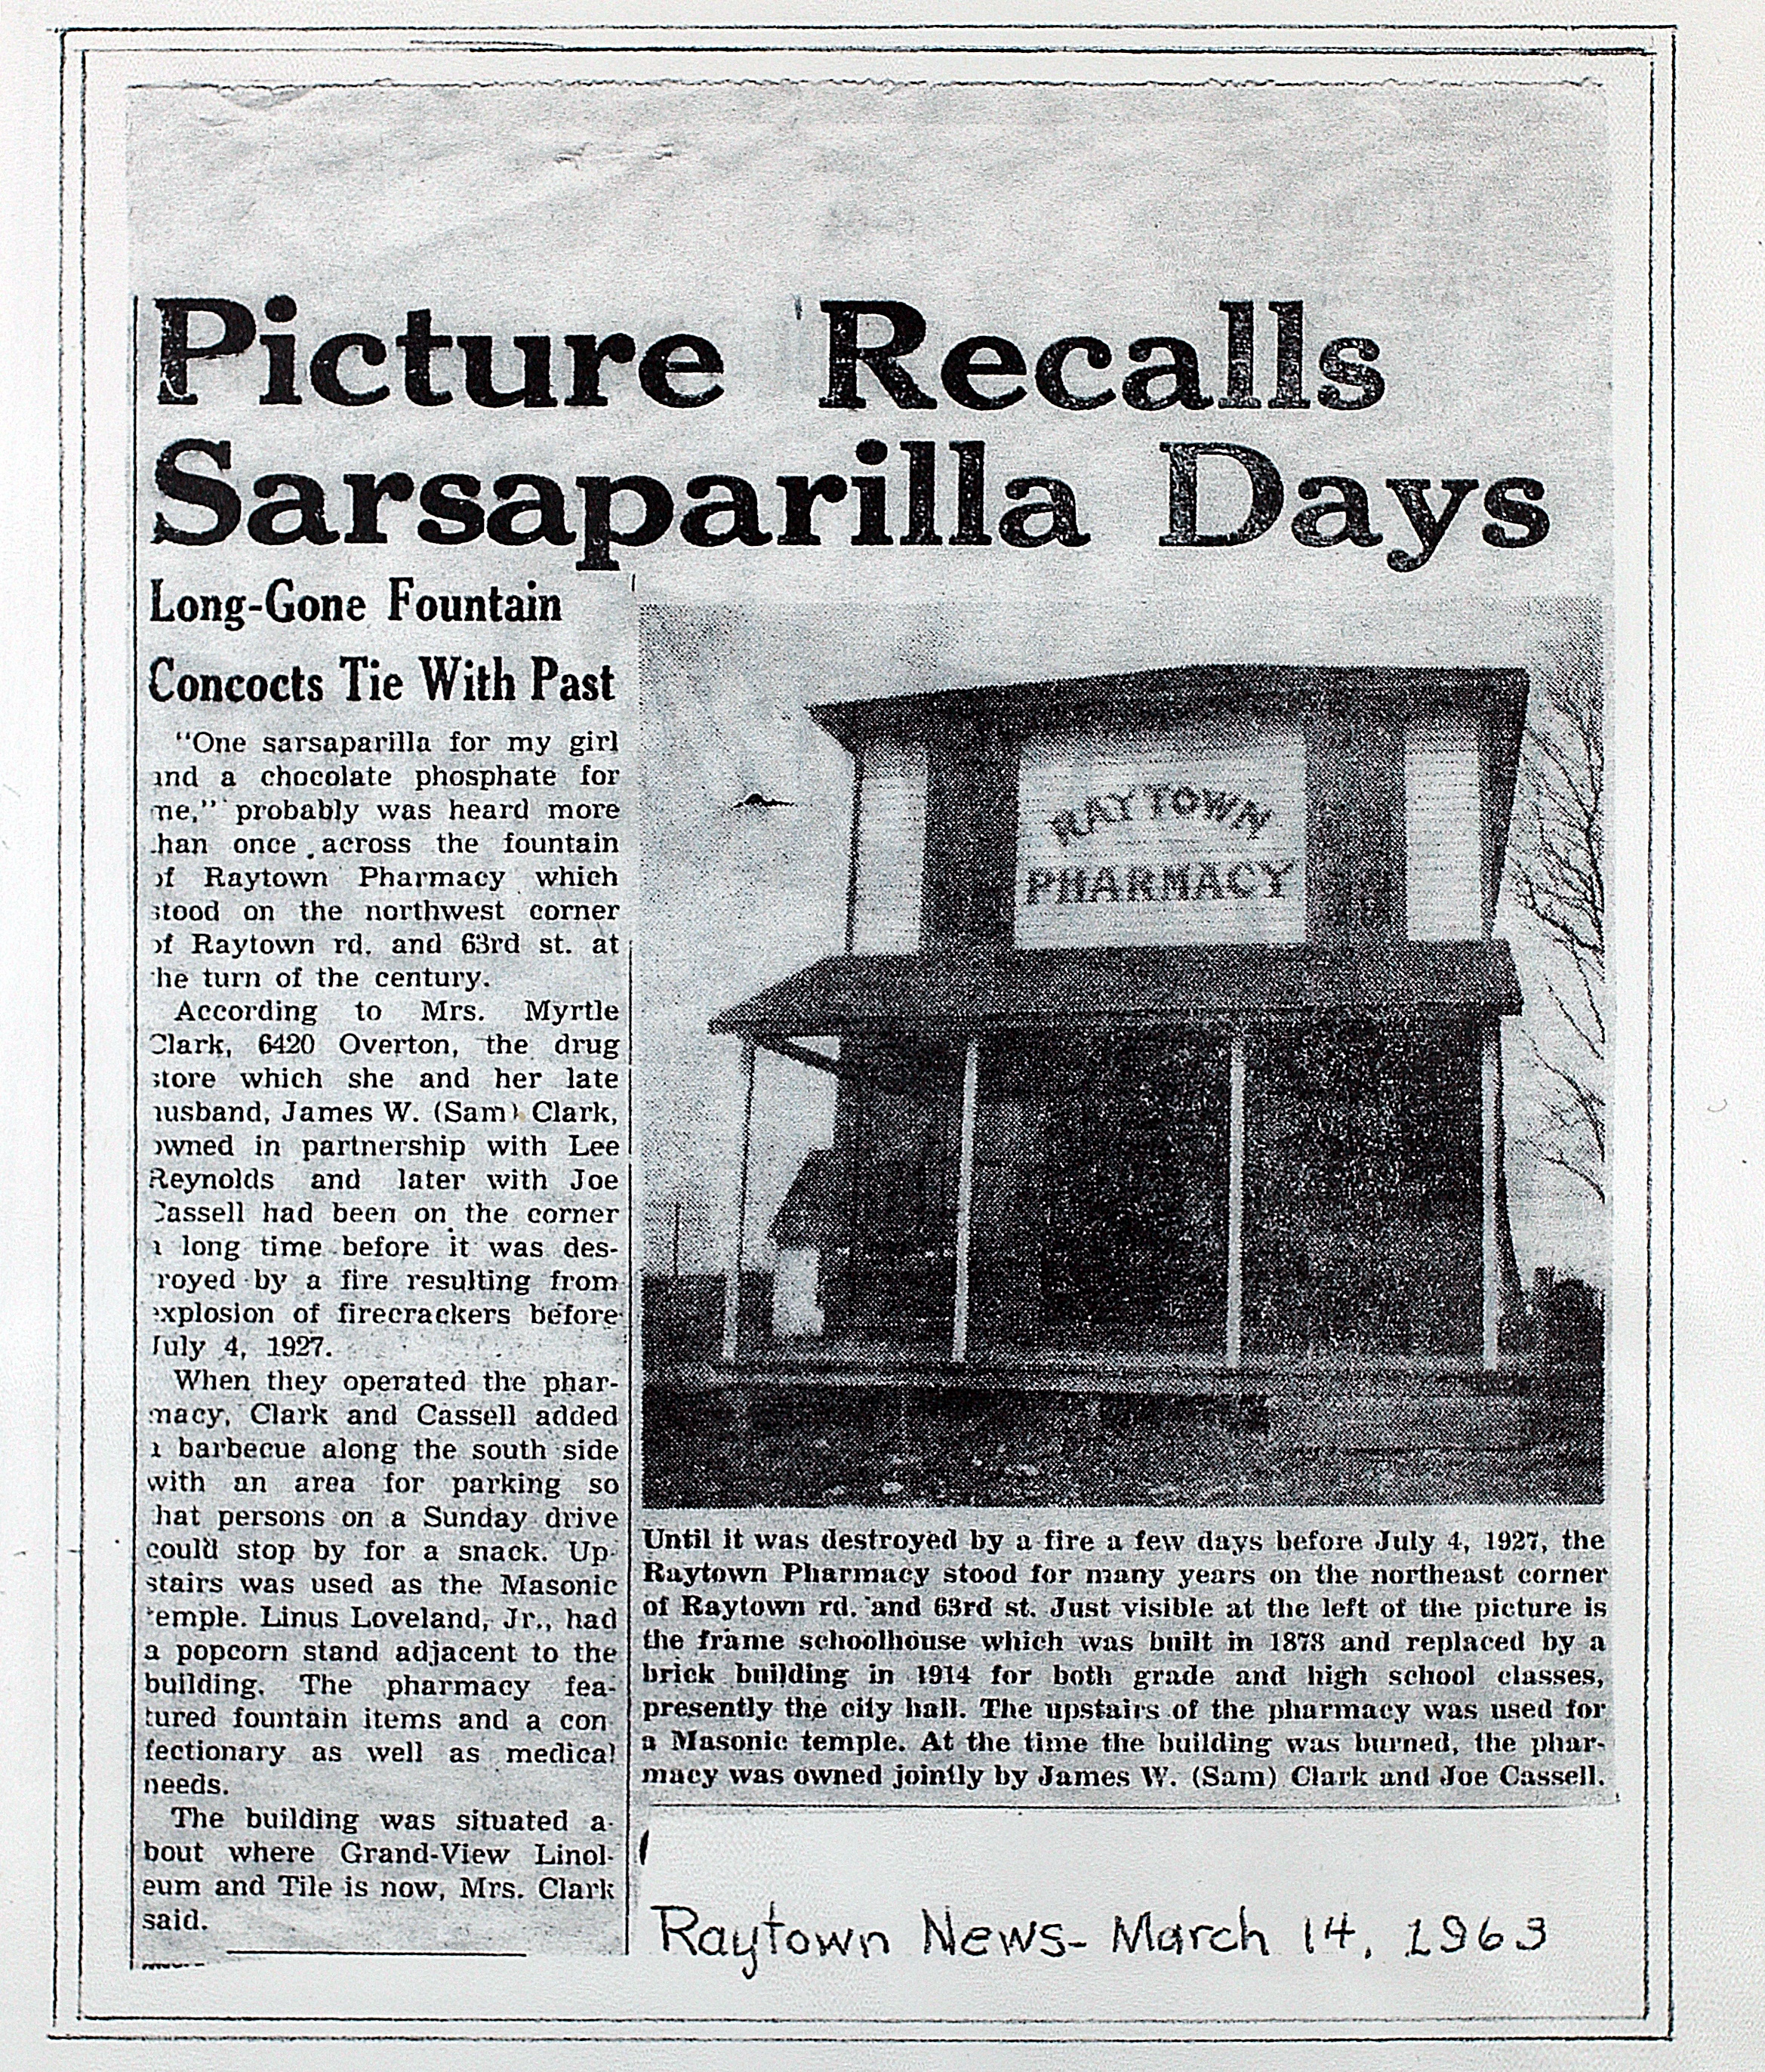 Picture Recalls
Sarsaparilla Days
Long-Gone Fountain
Concocts Tie With Past
"One sarsaparilla for my girl
and a chocolate phosphate for
me," probably was heard more
than once across the fountain
of Raytown Pharmacy which
stood on the northwest corner
of Raytown rd. and 63rd st. at
the turn of the century.
According to Mrs. Myrtle
Clark, 6420 Overton, the drug
store which she and her late
husband, James W. (Sam) Clark,
owned in partnership with Lee
Reynolds and later with Joe
Cassell had been on the corner
a long time before it was des-
troyed by a fire resulting from
explosion of firecrackers before
July 4, 1927.
When they operated the phar-
macy, Clark and Cassell added
a barbecue along the south side
with an area for parking so
that persons on a Sunday drive
could stop by for a snack. Up-
stairs was used as the Masonic
temple. Linus Loveland, Jr., had
a popcorn stand adjacent to the
building. The pharmacy fea-
tured fountain items and a con-
fectionary as well as medical
needs.
The building was situated a-
bout where Grand-View Linol-
eum and Tile is now, Mrs. Clark
said.
RAYTOWN
PHARMACY
Until it was destroyed by a fire a few days before July 4, 1927, the
Raytown Pharmacy stood for many years on the northeast corner
of Raytown rd. and 63rd st. Just visible at the left of the picture is
the frame schoolhouse which was built in 1878 and replaced by a
brick building in 1914 for both grade and high school classes,
presently the city hall. The upstairs of the pharmacy was used for
a Masonic temple. At the time the building was burned, the phar-
macy was owned jointly by James W. (Sam) Clark and Joe Cassell.
Raytown News- March 14, 1963